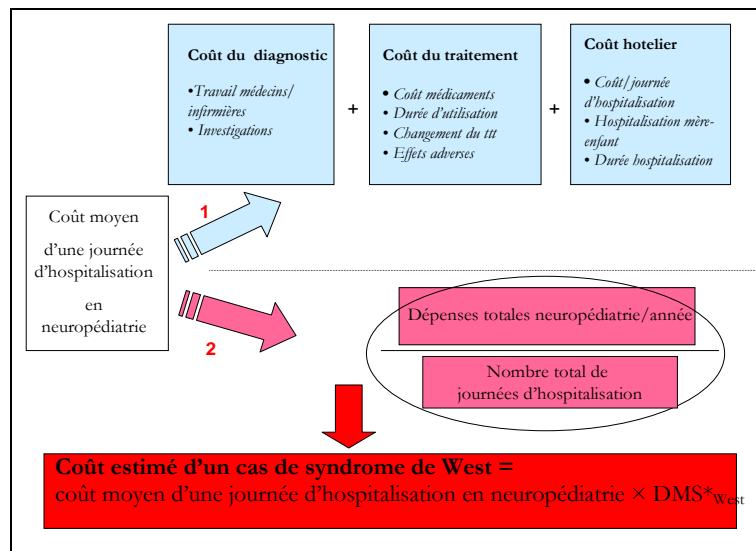 Coût du diagnostic
•Travail médecins/
infirmières
• Investigations
+
Coût du traitement
• Coût médicaments
• Durée d'utilisation
• Changement du ttt
• Effets adverses
+
Coût hotelier
• Coût/journée
d'hospitalisation
• Hospitalisation mère-
enfant
• Durée hospitalisation
Coût moyen
d'une journée
d'hospitalisation
en
neuropédiatrie
1
2
Dépenses totales neuropédiatrie/année
Nombre total de
journées d'hospitalisation
Coût estimé d'un cas de syndrome de West =
coût moyen d'une journée d'hospitalisation en neuropédiatrie × DMS*West